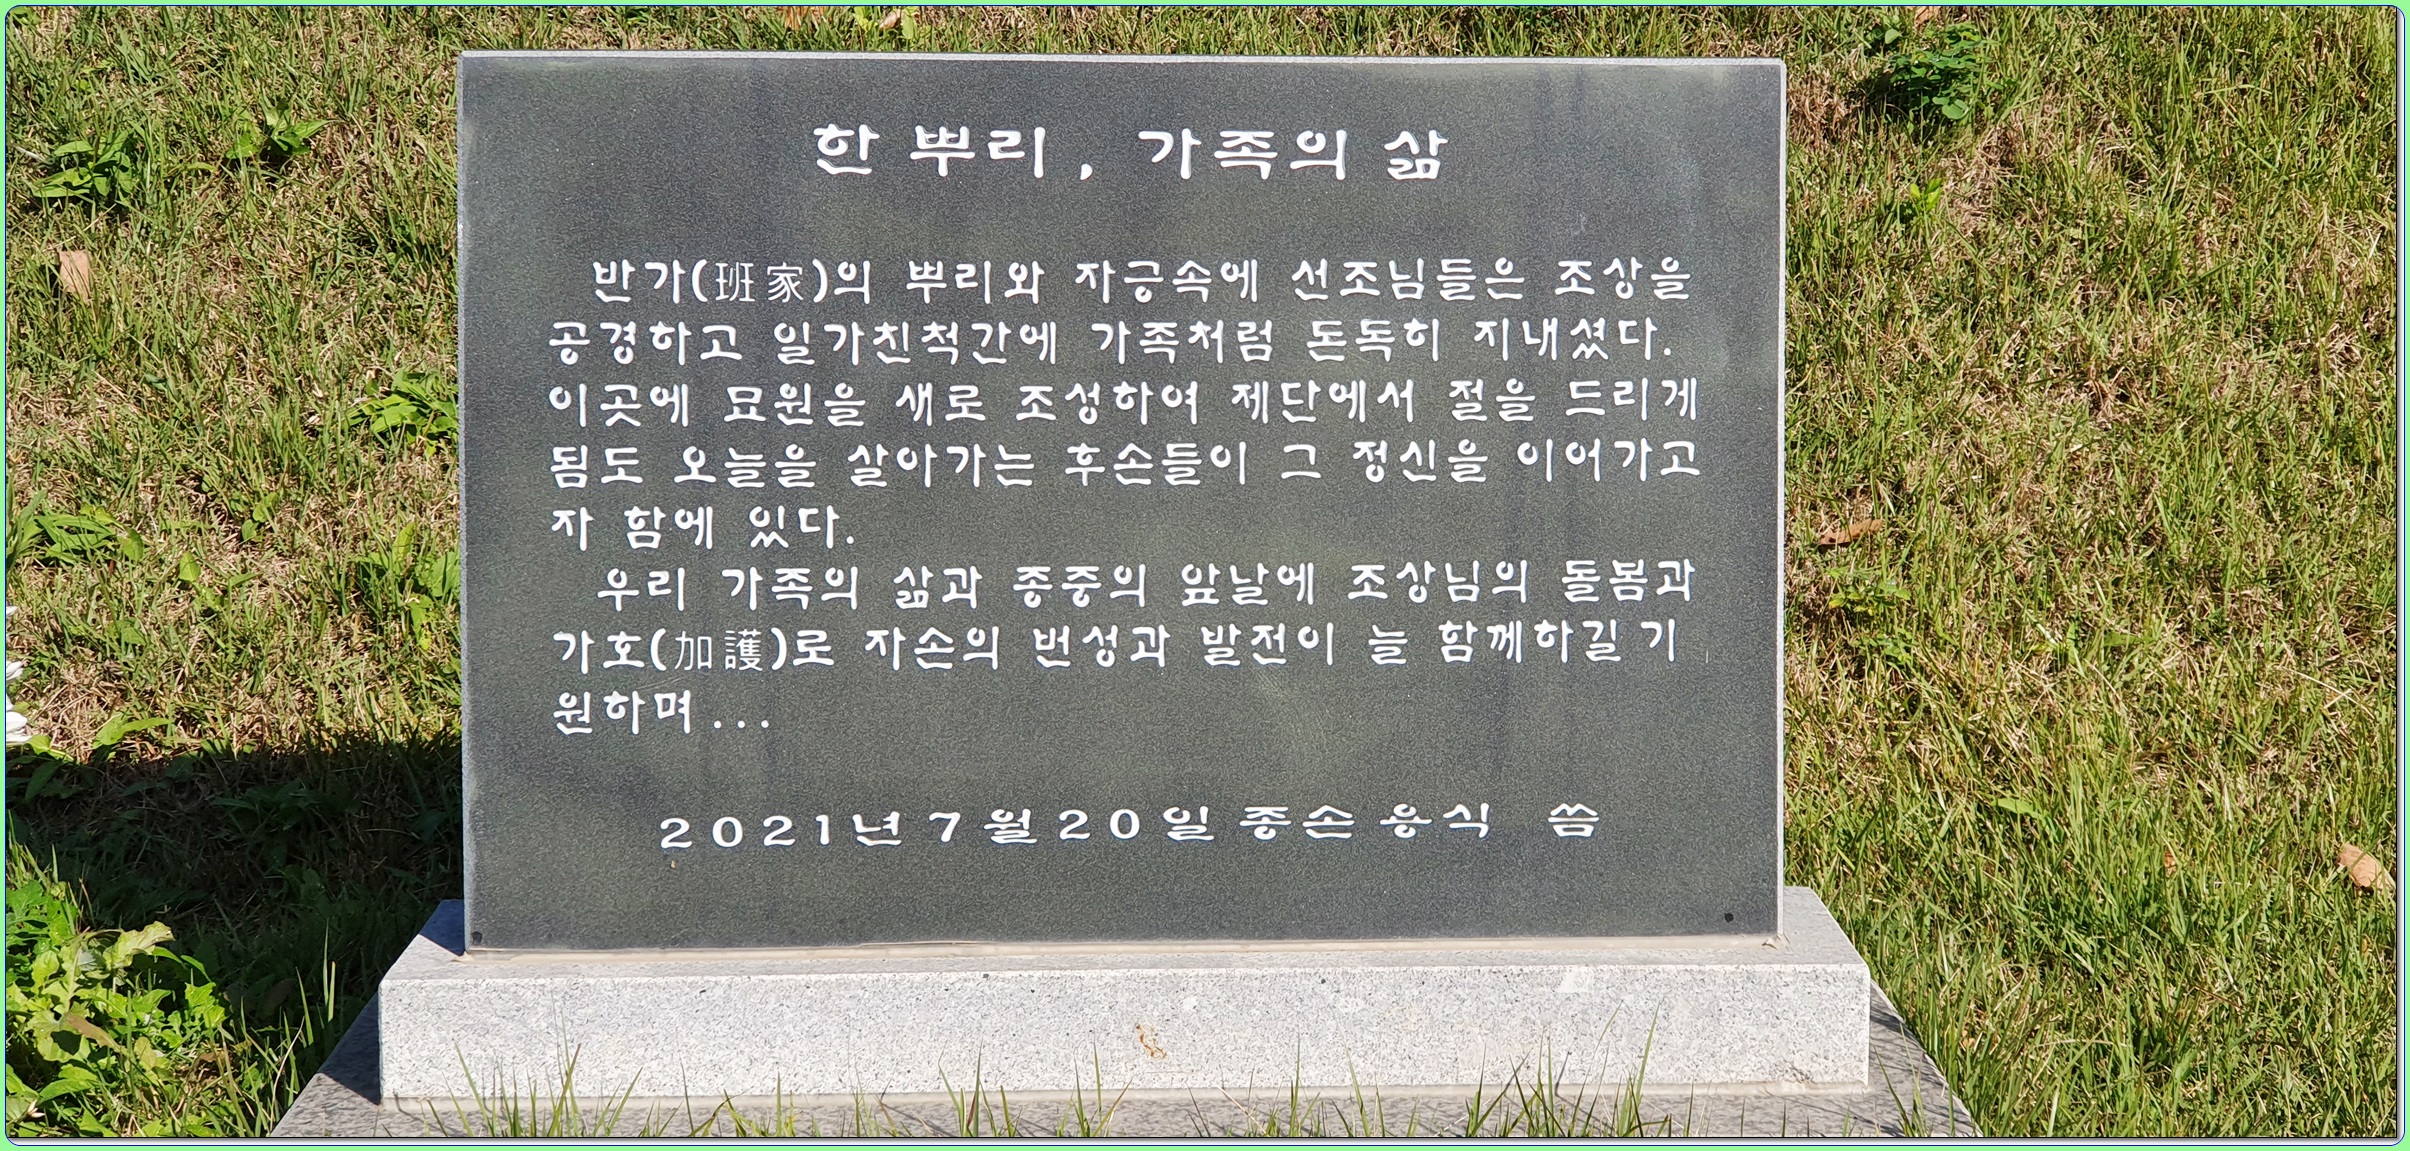 한 뿌리, 가족의 삶
반가(班家)의 뿌리와 자긍속에 선조님들은 조상을
공경하고 일가친척간에 가족처럼 돈독히 지내셨다.
이곳에 묘원을 새로 조성하여 제단에서 절을 드리게
됨도 오늘을 살아가는 후손들이 그 정신을 이어가고
자 함에 있다.
우리 가족의 삶과 종중의 앞날에 조상님의 돌봄과
가호(加護)로 자손의 번성과 발전이 늘 함께하길 기
원하며...
2021년 7월 20일 종손 용식 씀